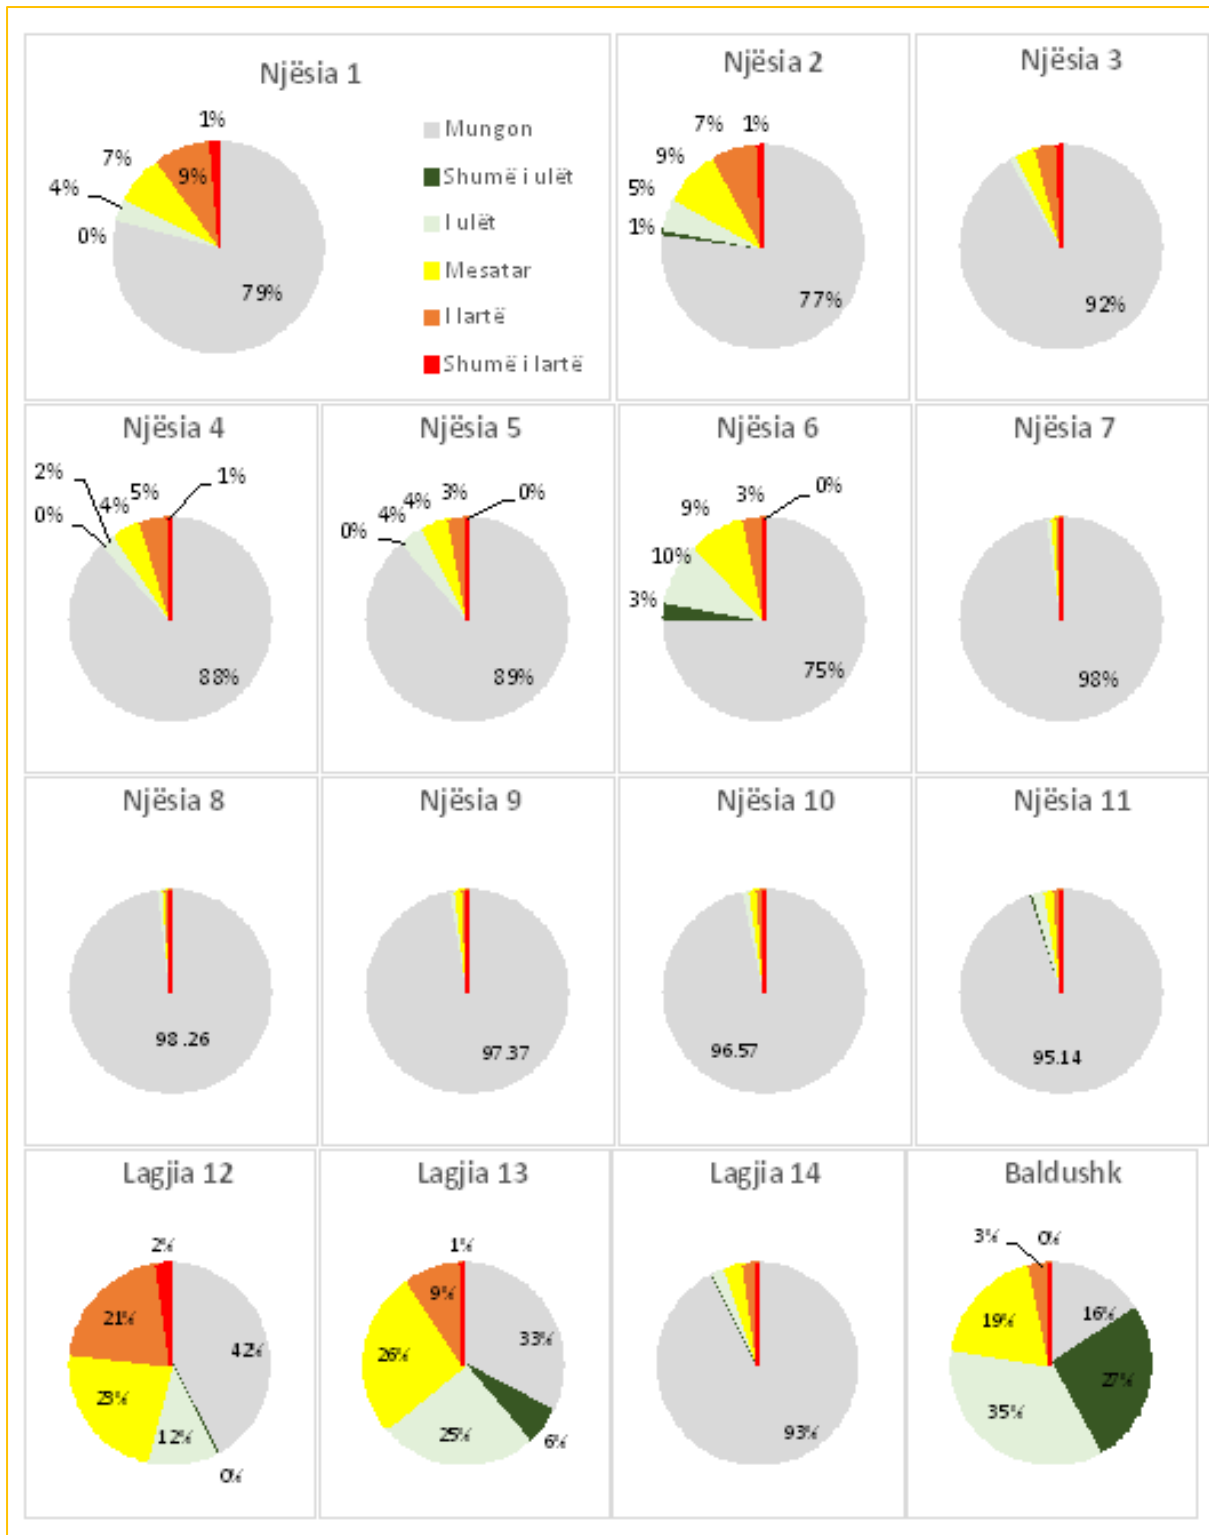 Njësia 1
1%
7%
9%
4%
0%
79%
Mungon
Shumë i ulët
I ulët
Mesatar
I lartë
Shumë i lartë
Njësia 2
7% 1%
9%
5%
1%
77%
Njësia 3
92%
Njësia 4
2%
0%
4%
5%
1%
88%
Njësia 5
0%
4%
4%
3%
0%
89%
Njësia 6
9%
3%
0%
10%
3%
75%
Njësia 7
98%
Njësia 8
98.26
Njësia 9
97.37
Njësia 10
96.57
Njësia 11
95.14
Lagjia 12
2%
21%
42%
23%
12%
0%
Lagjia 13
1%
9%
33%
26%
25%
6%
Lagjia 14
93%
Baldushk
3%
0%
16%
19%
27%
35%